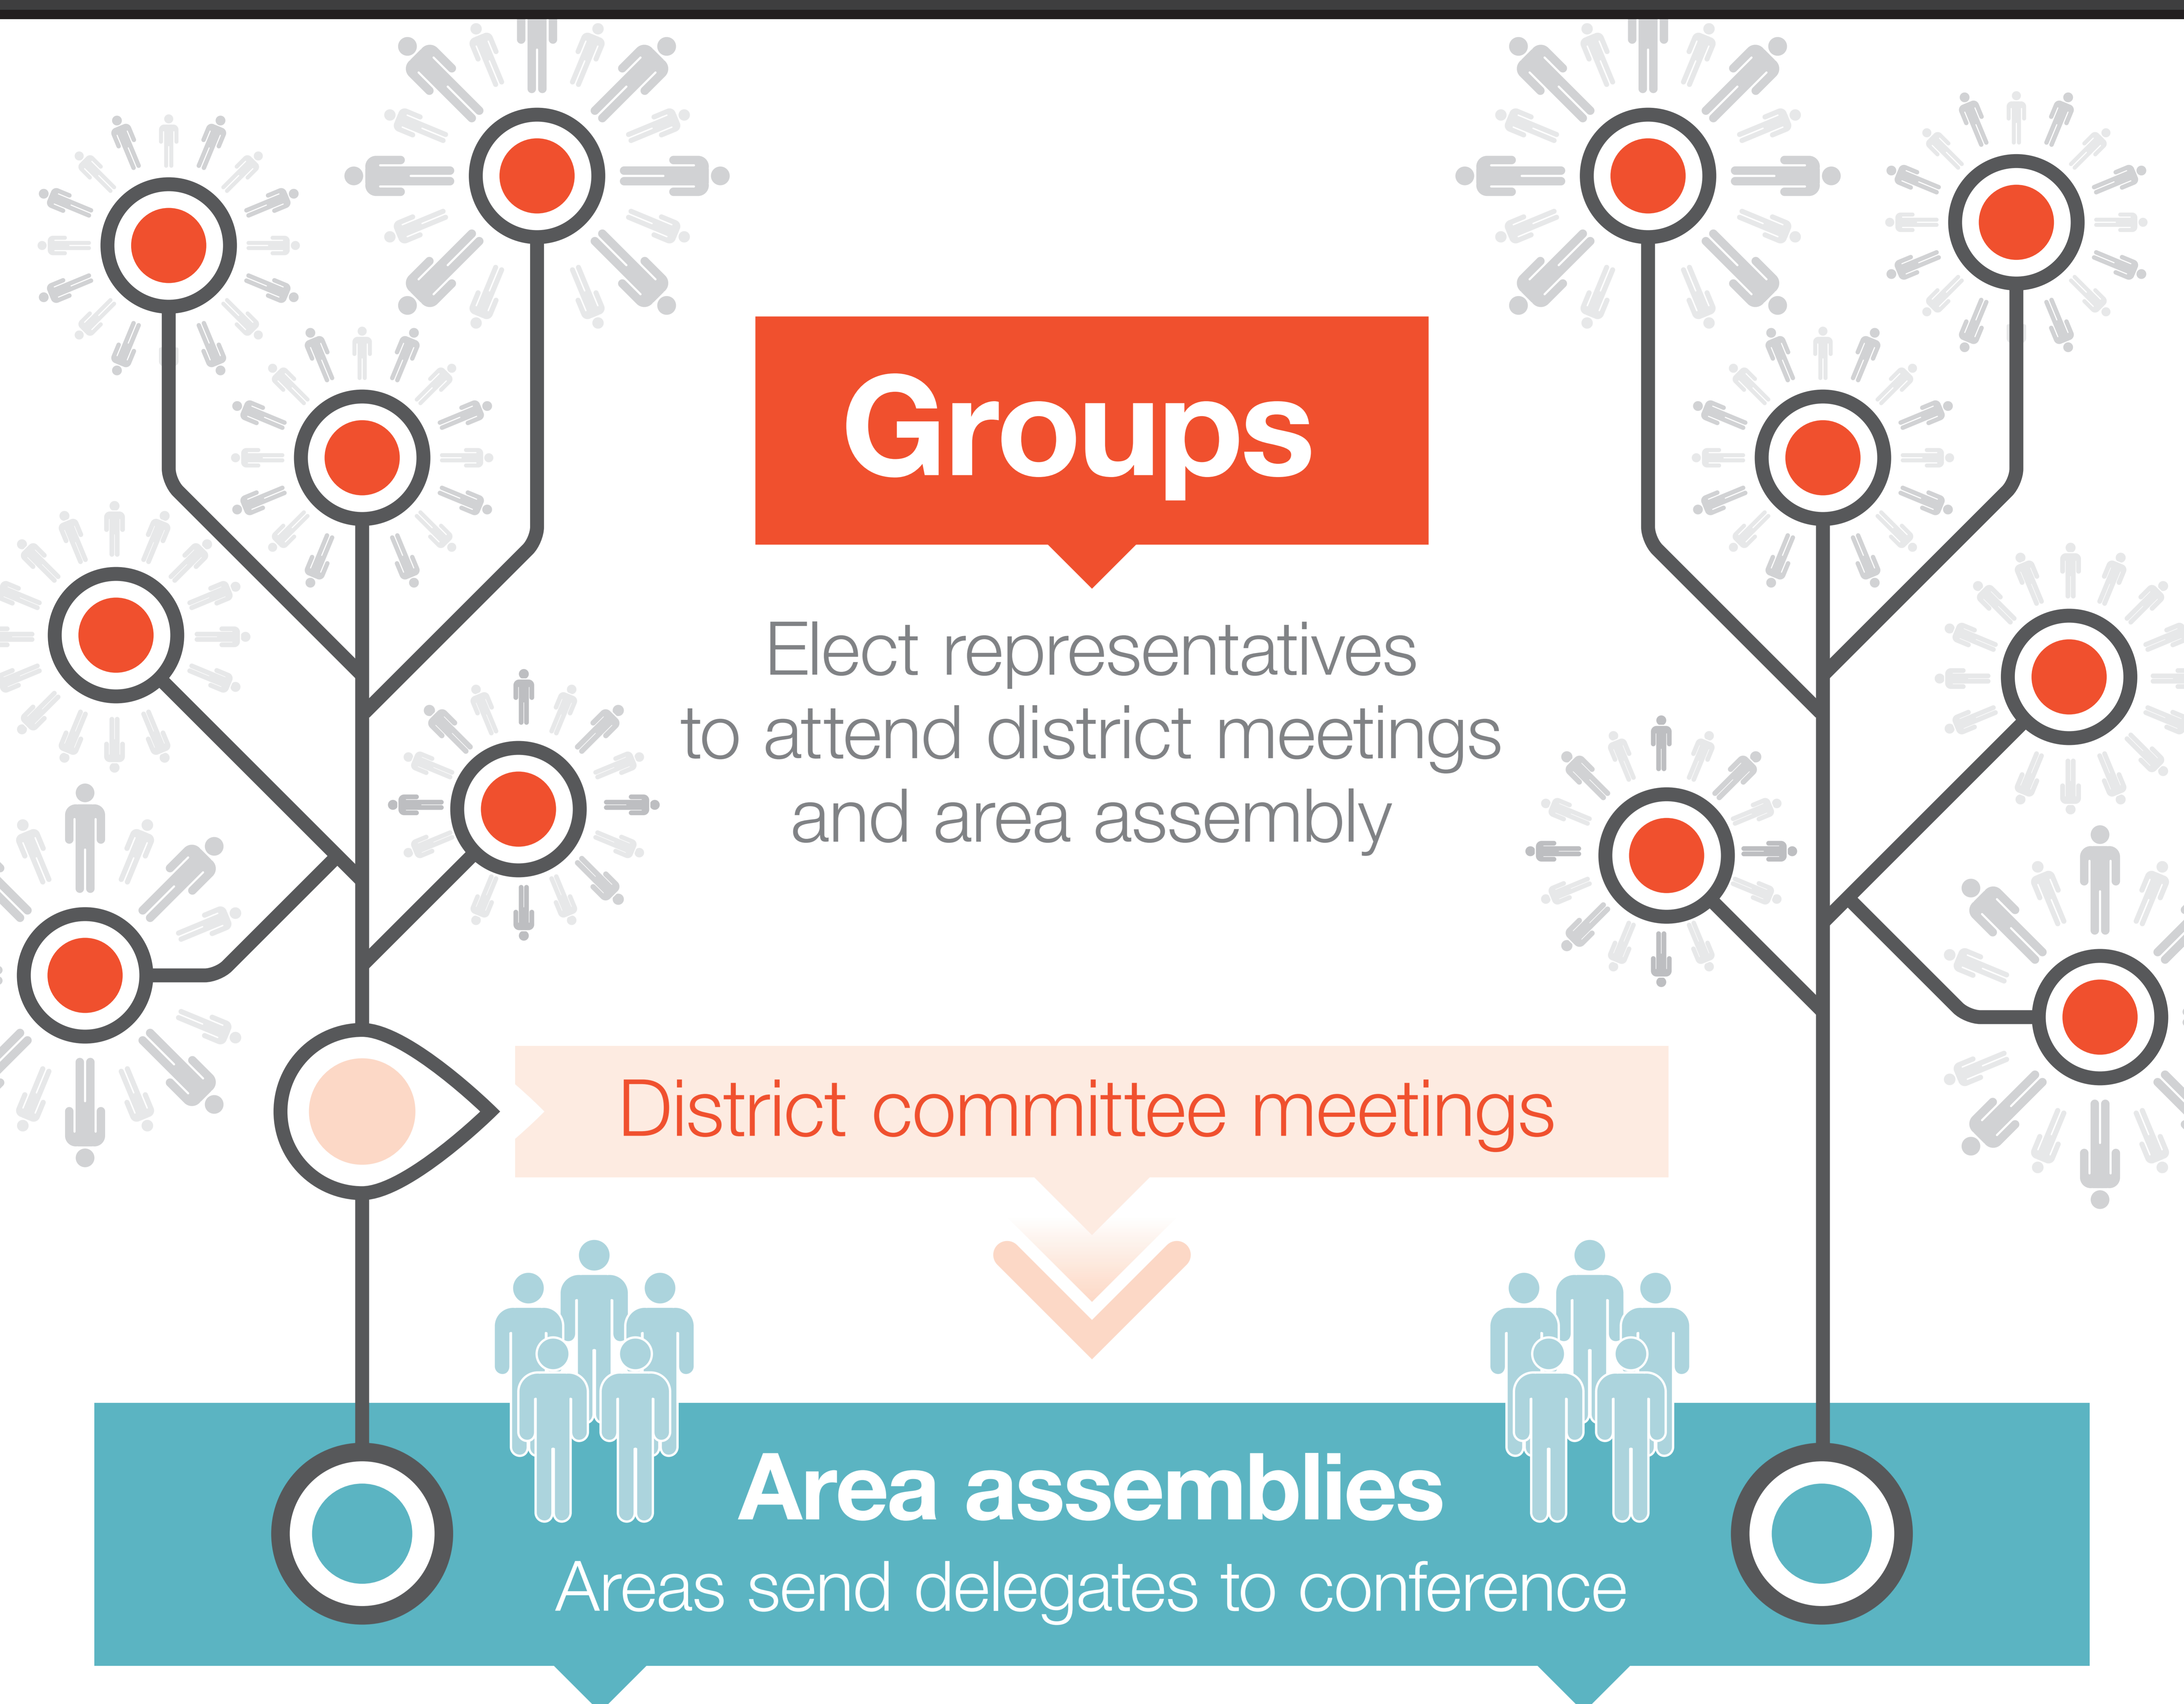 Groups
Elect representatives
to attend district meetings
and area assembly
District committee meetings
Area assemblies
Areas send delegates to conference